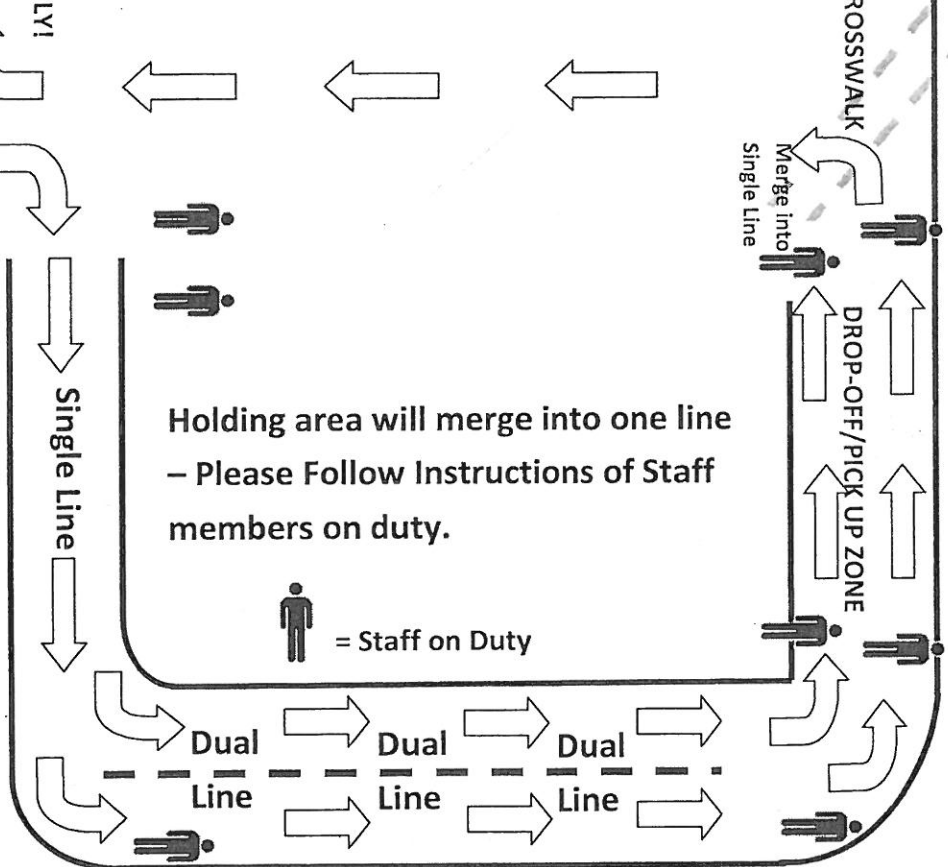 LY!
ROSSWALK
Merge into
Single Line
DROP-OFF/PICK UP ZONE
Single Line
Holding area will merge into one line
– Please Follow Instructions of Staff
members on duty.
= Staff on Duty
Dual Dual Dual
Line Line Line